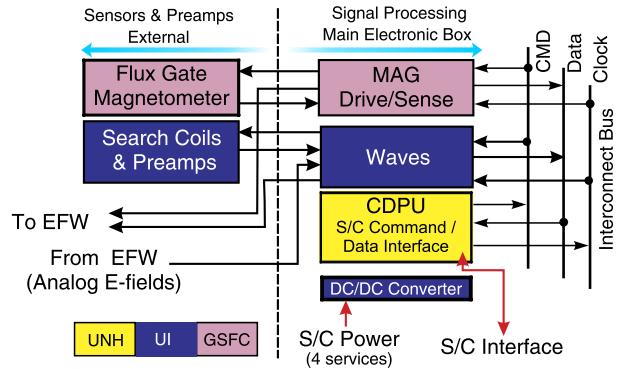 Sensors & Preamps
External
Signal Processing
Main Electronic Box
CMD
Data
Clock
Interconnect Bus
Flux Gate
Magnetometer
MAG
Drive/Sense
Search Coils
& Preamps
Waves
CDPU
S/C Command /
Data Interface
To EFW
From EFW
(Analog E-fields)
DC/DC Converter
S/C Power
(4 services)
S/C Interface
UNH
UI
GSFC